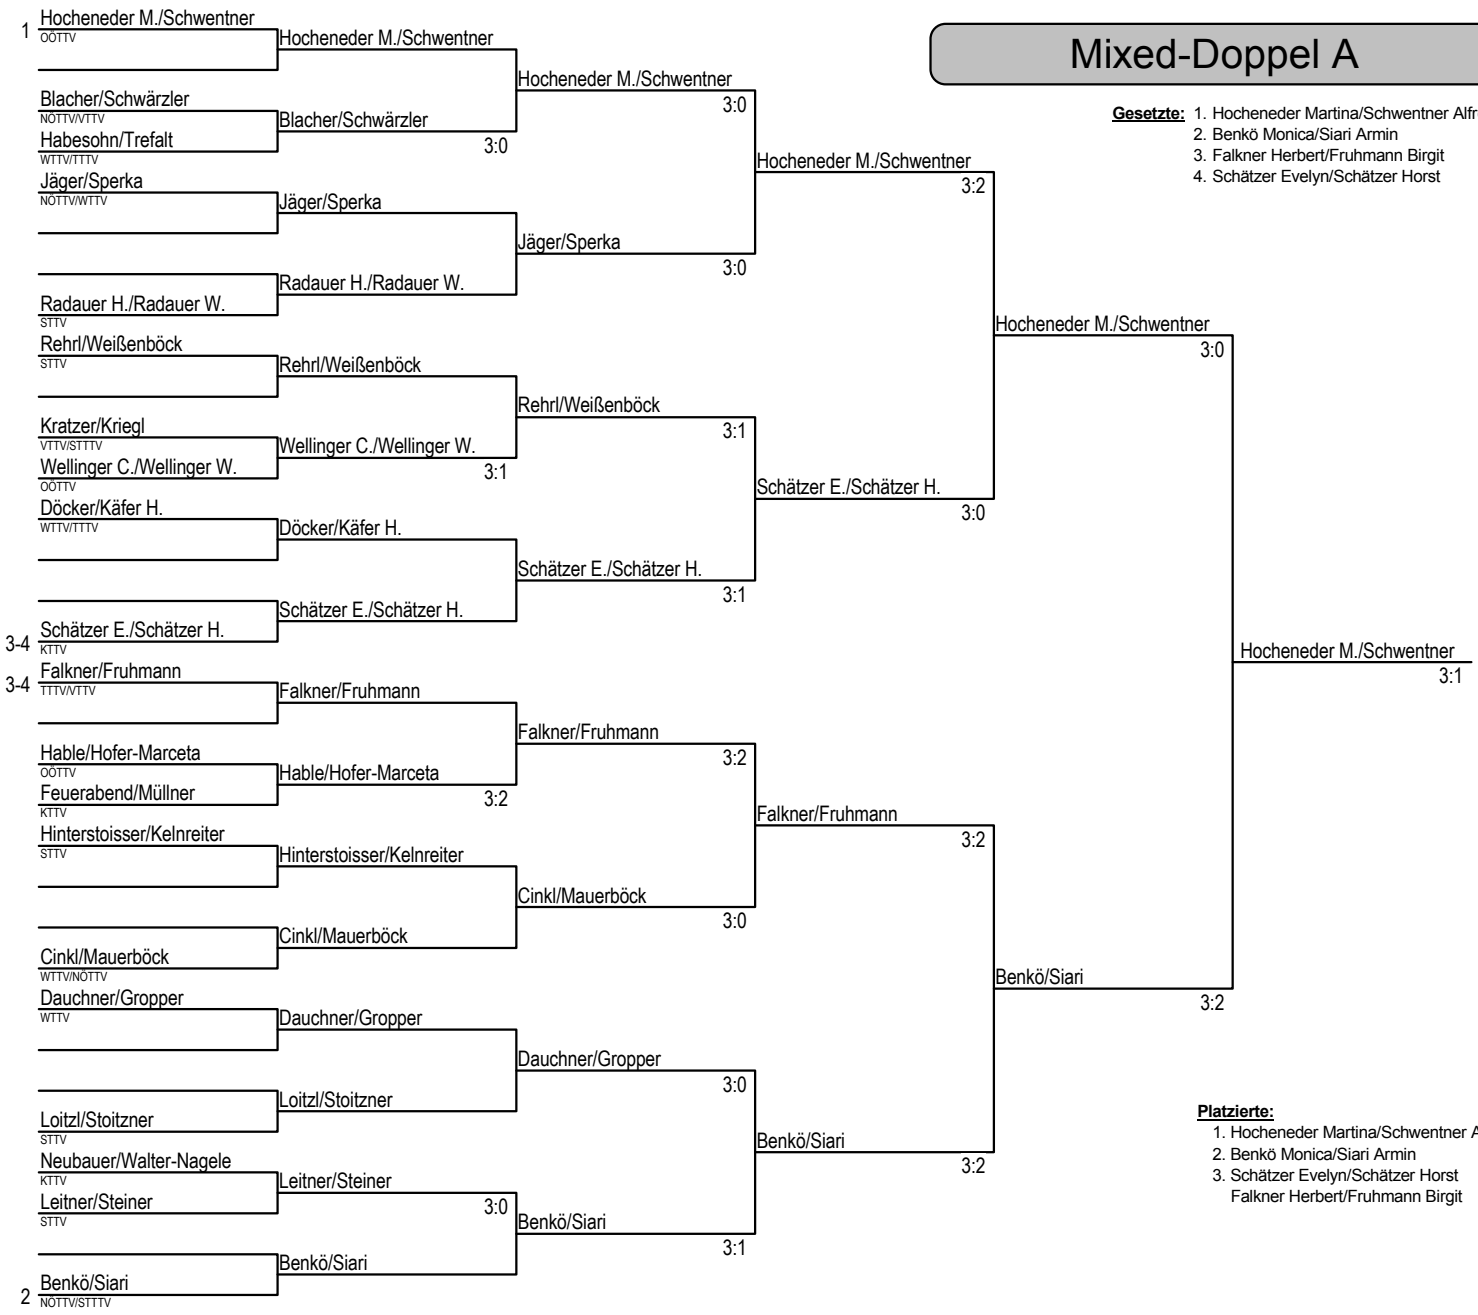 Mixed-Doppel A
Gesetzte: 1. Hocheneder Martina/Schwentner Alfr
2. Benkö Monica/Siari Armin
3. Falkner Herbert/Fruhmann Birgit
4. Schätzer Evelyn/Schätzer Horst
1 Hocheneder M./Schwentner
OÖTTV
Blacher/Schwärzler
NÖTTV/VTTV
Habesohn/Trefalt
WTTV/TTTV
Jäger/Sperka
NÖTTV/WTTV
Radauer H./Radauer W.
STTV
Rehrl/Weißenböck
STTV
Kratzer/Kriegl
VTTV/STTTV
Wellinger C./Wellinger W.
OÖTTV
Döcker/Käfer H.
WTTV/TTTV
3-4 Schätzer E./Schätzer H.
KTTV
3-4 Falkner/Fruhmann
TTTV/VTTV
Hable/Hofer-Marceta
OÖTTV
Feuerabend/Müllner
KTTV
Hinterstoisser/Kelnreiter
STTV
Cinkl/Mauerböck
WTTV/NÖTTV
Dauchner/Gropper
WTTV
Loitzl/Stoitzner
STTV
Neubauer/Walter-Nagele
KTTV
Leitner/Steiner
STTV
2 Benkö/Siari
NÖTTV/STTTV
Hocheneder M./Schwentner
Blacher/Schwärzler
3:0
Jäger/Sperka
Radauer H./Radauer W.
Rehrl/Weißenböck
Wellinger C./Wellinger W.
3:1
Döcker/Käfer H.
Schätzer E./Schätzer H.
Falkner/Fruhmann
Hable/Hofer-Marceta
3:2
Hinterstoisser/Kelnreiter
Cinkl/Mauerböck
Dauchner/Gropper
Loitzl/Stoitzner
Leitner/Steiner
3:0
Benkö/Siari
Hocheneder M./Schwentner
3:0
Jäger/Sperka
3:0
Rehrl/Weißenböck
3:1
Schätzer E./Schätzer H.
3:1
Falkner/Fruhmann
3:2
Cinkl/Mauerböck
3:0
Dauchner/Gropper
3:0
Benkö/Siari
3:1
Hocheneder M./Schwentner
3:2
Schätzer E./Schätzer H.
3:0
Falkner/Fruhmann
3:2
Benkö/Siari
3:2
Hocheneder M./Schwentner
3:0
Benkö/Siari
3:2
Hocheneder M./Schwentner
3:1
Platzierte:
1. Hocheneder Martina/Schwentner A
2. Benkö Monica/Siari Armin
3. Schätzer Evelyn/Schätzer Horst
Falkner Herbert/Fruhmann Birgit